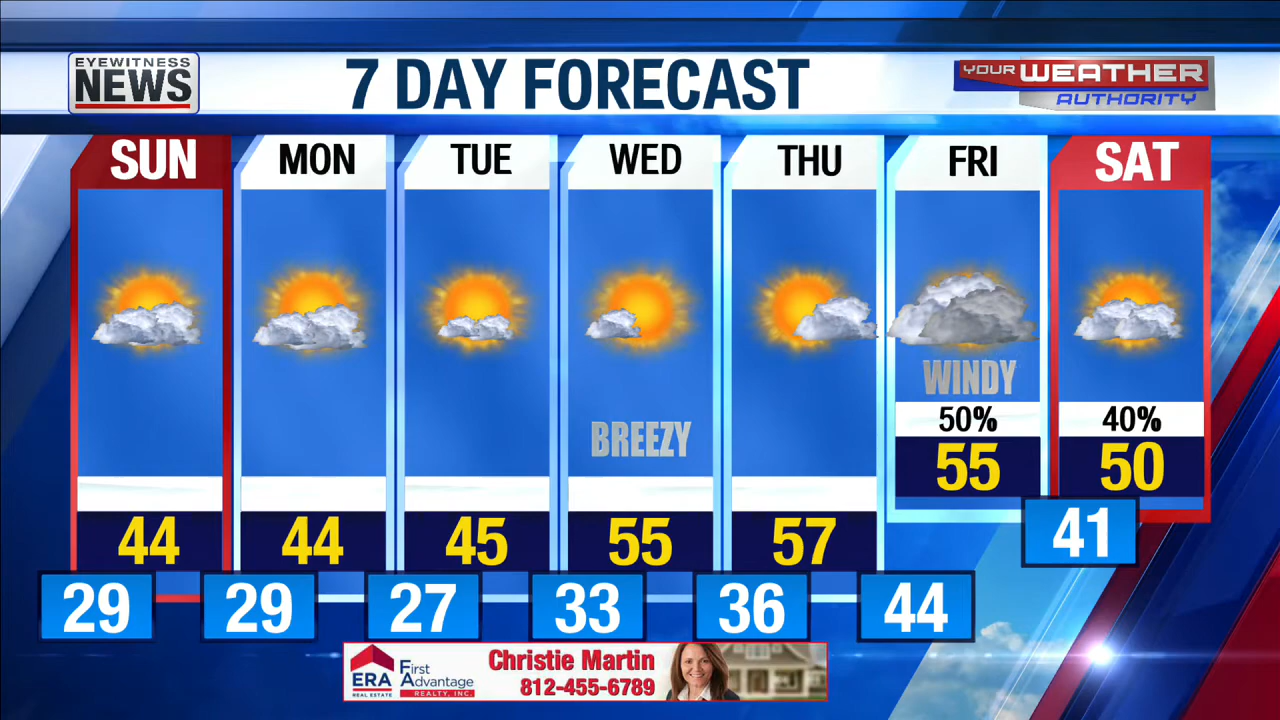 EYEWITNESS
NEWS
7 DAY FORECAST
YOUR WEATHER
AUTHORITY
SUN
MON
TUE
WED
THU
FRI
SAT
WINDY
BREEZY
50%
40%
44
44
45
55
57
55
50
29
29
27
33
36
44
41
ERA
REAL ESTATE
First
Advantage
REALTY, INC.
Christie Martin
812-455-6789